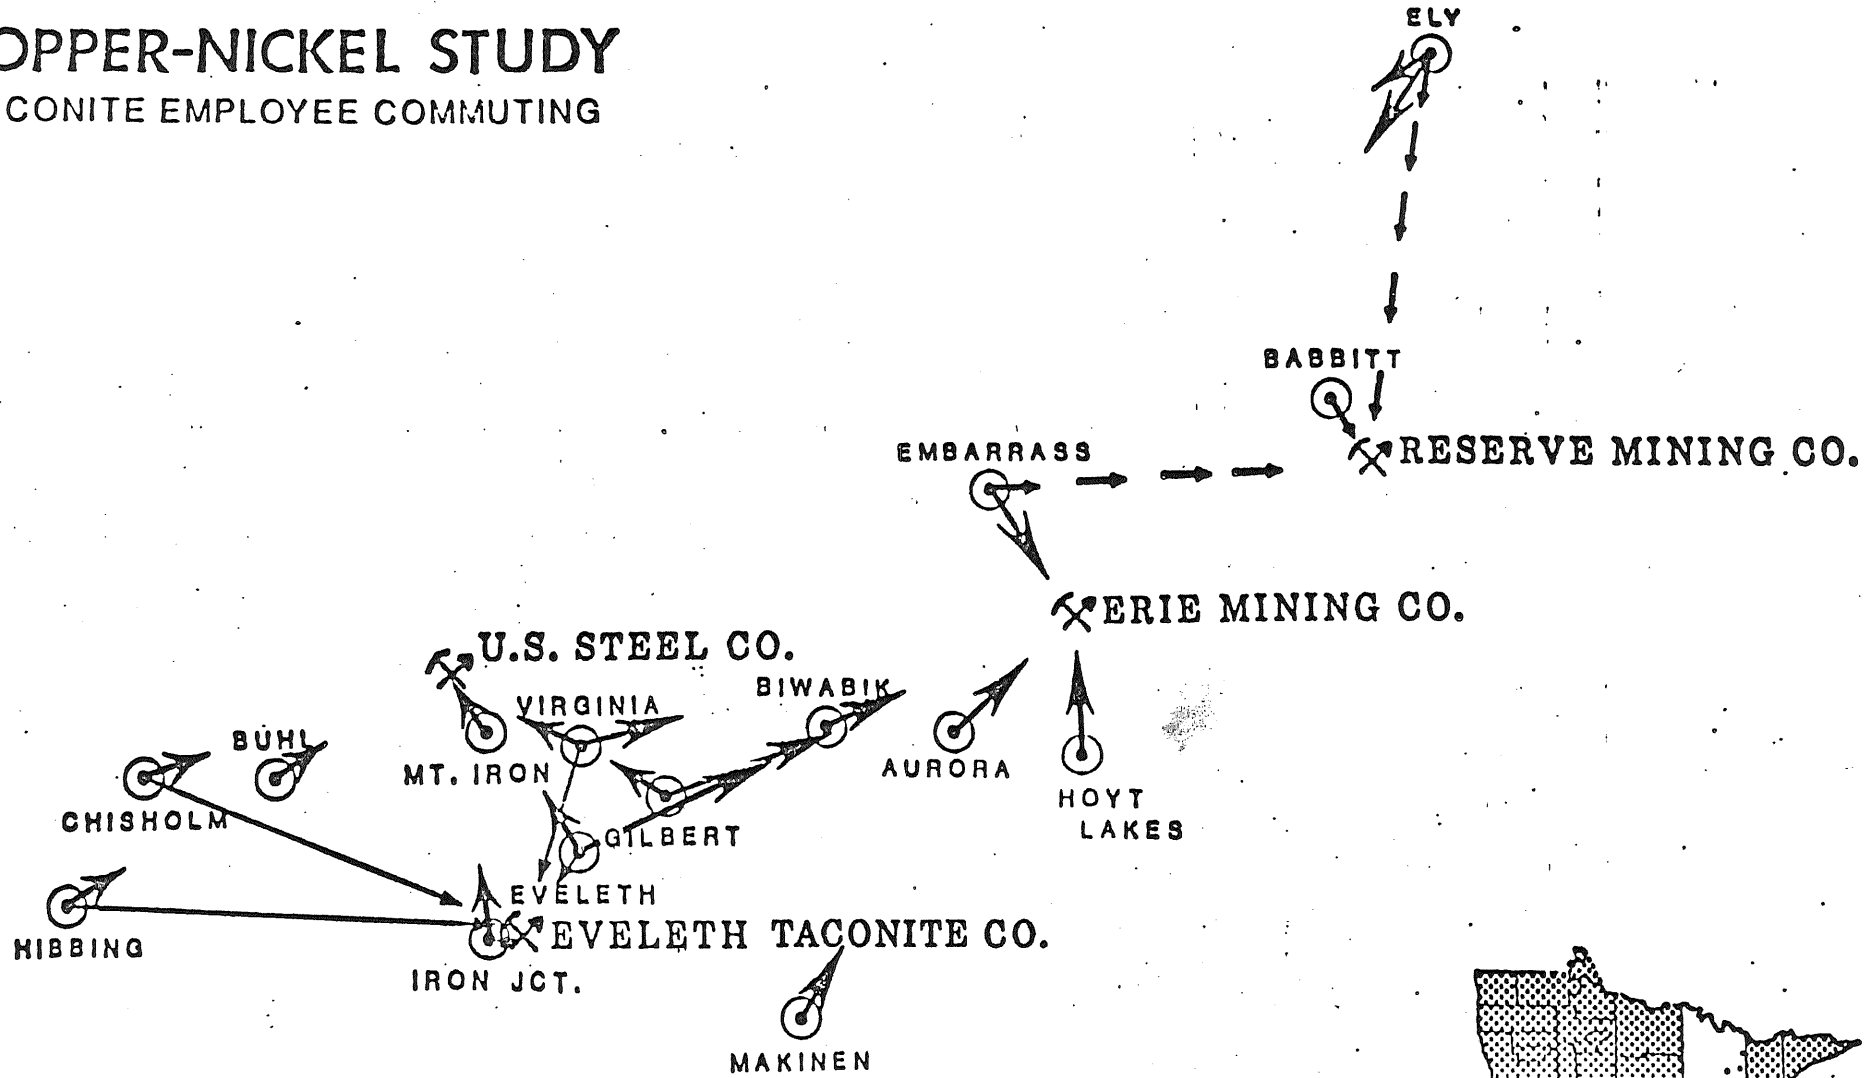 OPPER-NICKEL STUDY
CONITE EMPLOYEE COMMUTING
ELY
BABBITT
RESERVE MINING CO.
EMBARRASS
ERIE MINING CO.
U.S. STEEL CO.
VIRGINIA
BIWABIK
BUHL
MT. IRON
AURORA
HOYT
LAKES
CHISHOLM
GILBERT
EVELETH
HIBBING
EVELETH TACONITE CO.
IRON JCT.
MAKINEN